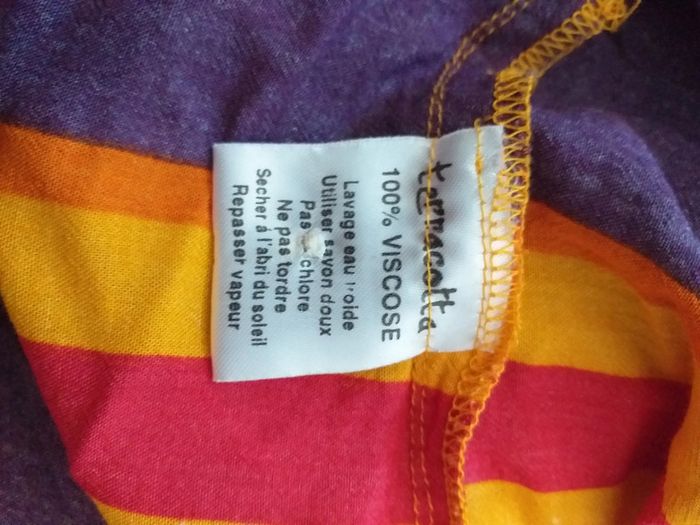 terracotta
100% VISCOSE
Lavage eau
Utiliser savon doux
Pas chlore
Ne pas tordre
Secher à l'abri du soleil
Repasser vapeur